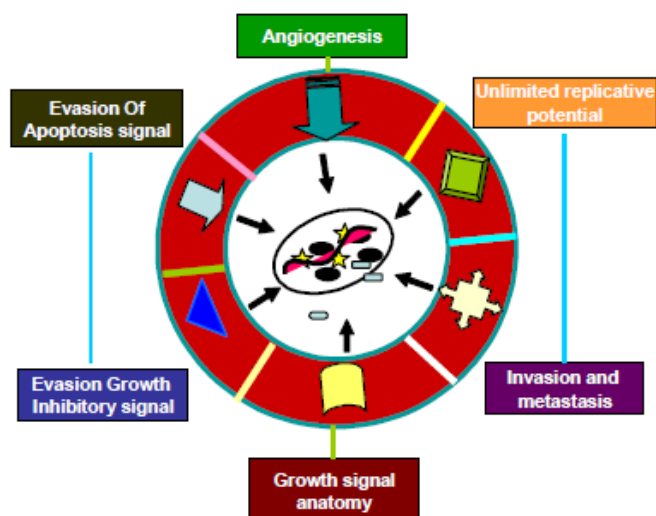 Angiogenesis
Evasion Of
Apoptosis signal
Unlimited replicative
potential
Evasion Growth
Inhibitory signal
Invasion and
metastasis
Growth signal
anatomy